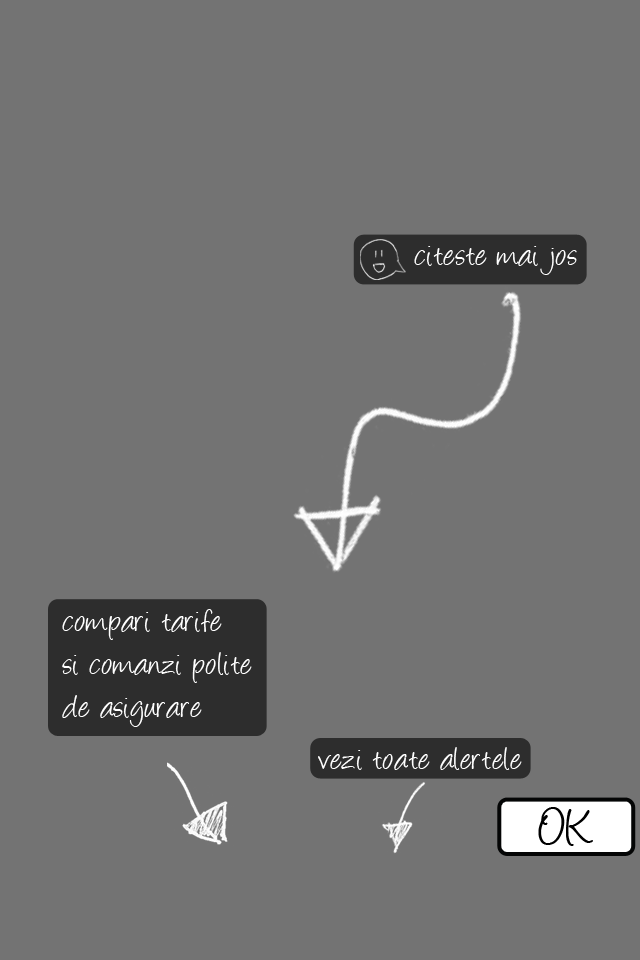 citeste mai jos
compari tarife
si comanzi polite
de asigurare
vezi toate alertele
OK